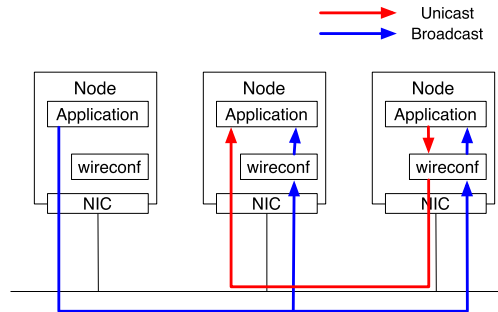 Unicast
Broadcast
Node Node Node
Application Application Application
wireconf wireconf wireconf
NIC NIC NIC